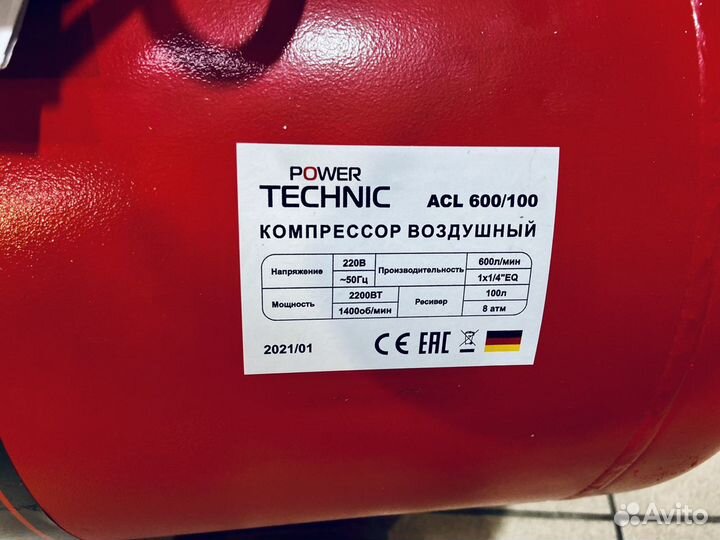 POWER
TECHNIC
ACL 600/100
КОМПРЕССОР ВОЗДУШНЫЙ
Напряжение 220В ~50Гц Производительность 600л/мин 1x1/4"EQ
Мощность 2200ВТ 1400об/мин Ресивер 100л 8 атм
2021/01 CE EAC
Avito